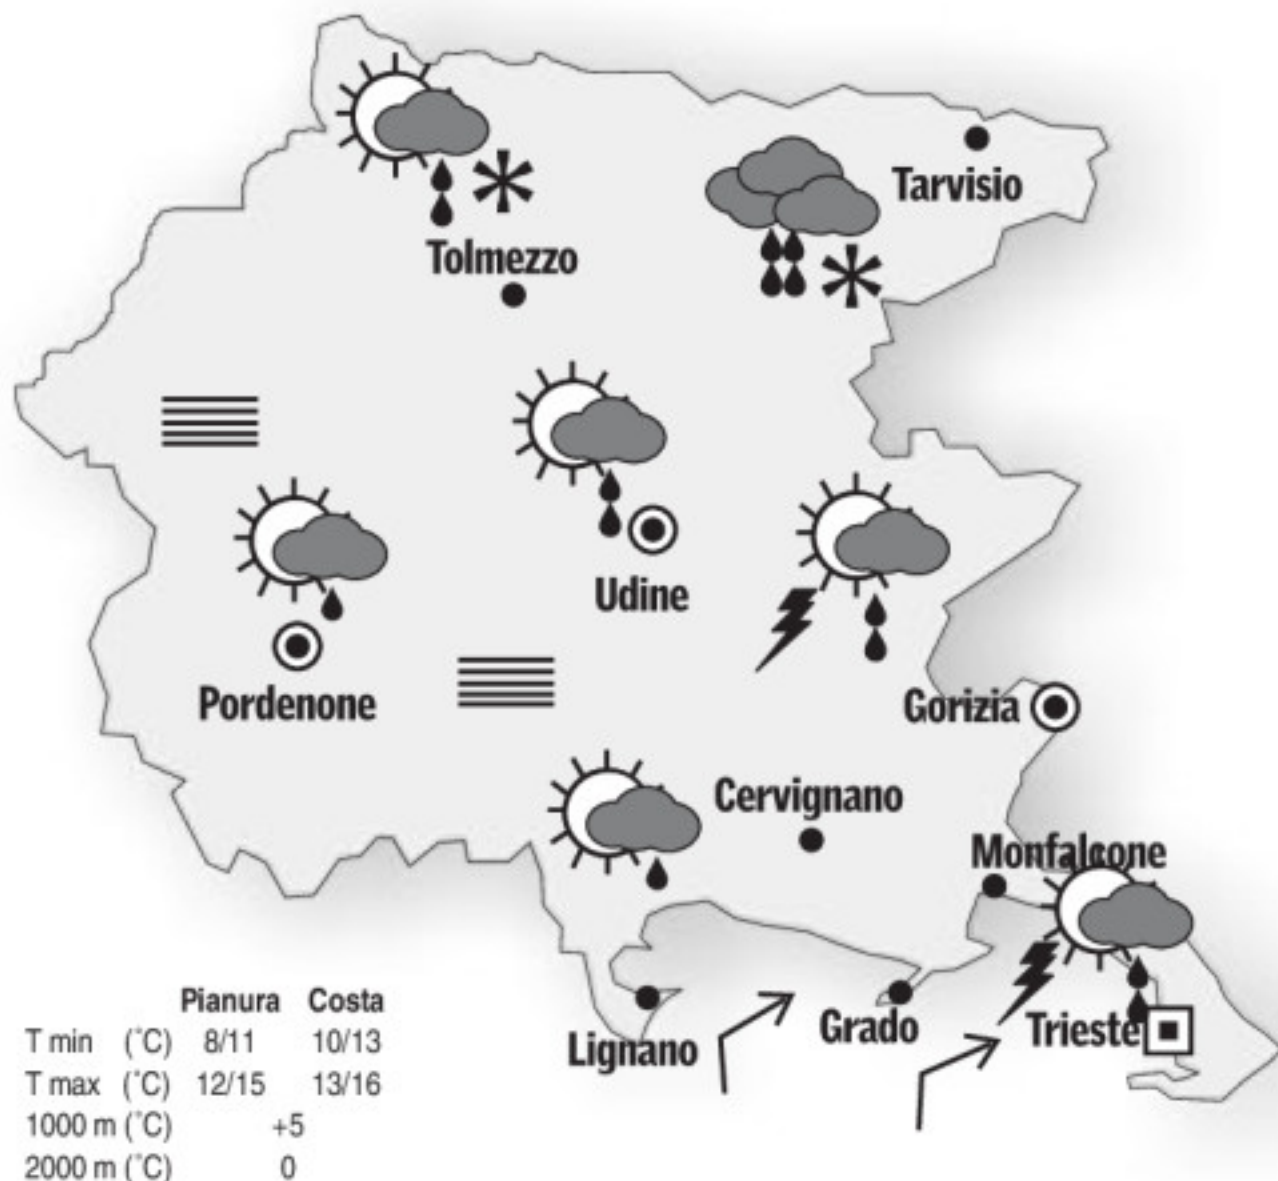 Tarvisio
Tolmezzo
Udine
Pordenone
Gorizia
Cervignano
Monfalcone
Lignano
Grado
Trieste
Pianura Costa
T min (°C) 8/11 10/13
T max (°C) 12/15 13/16
1000 m (°C) +5
2000 m (°C) 0